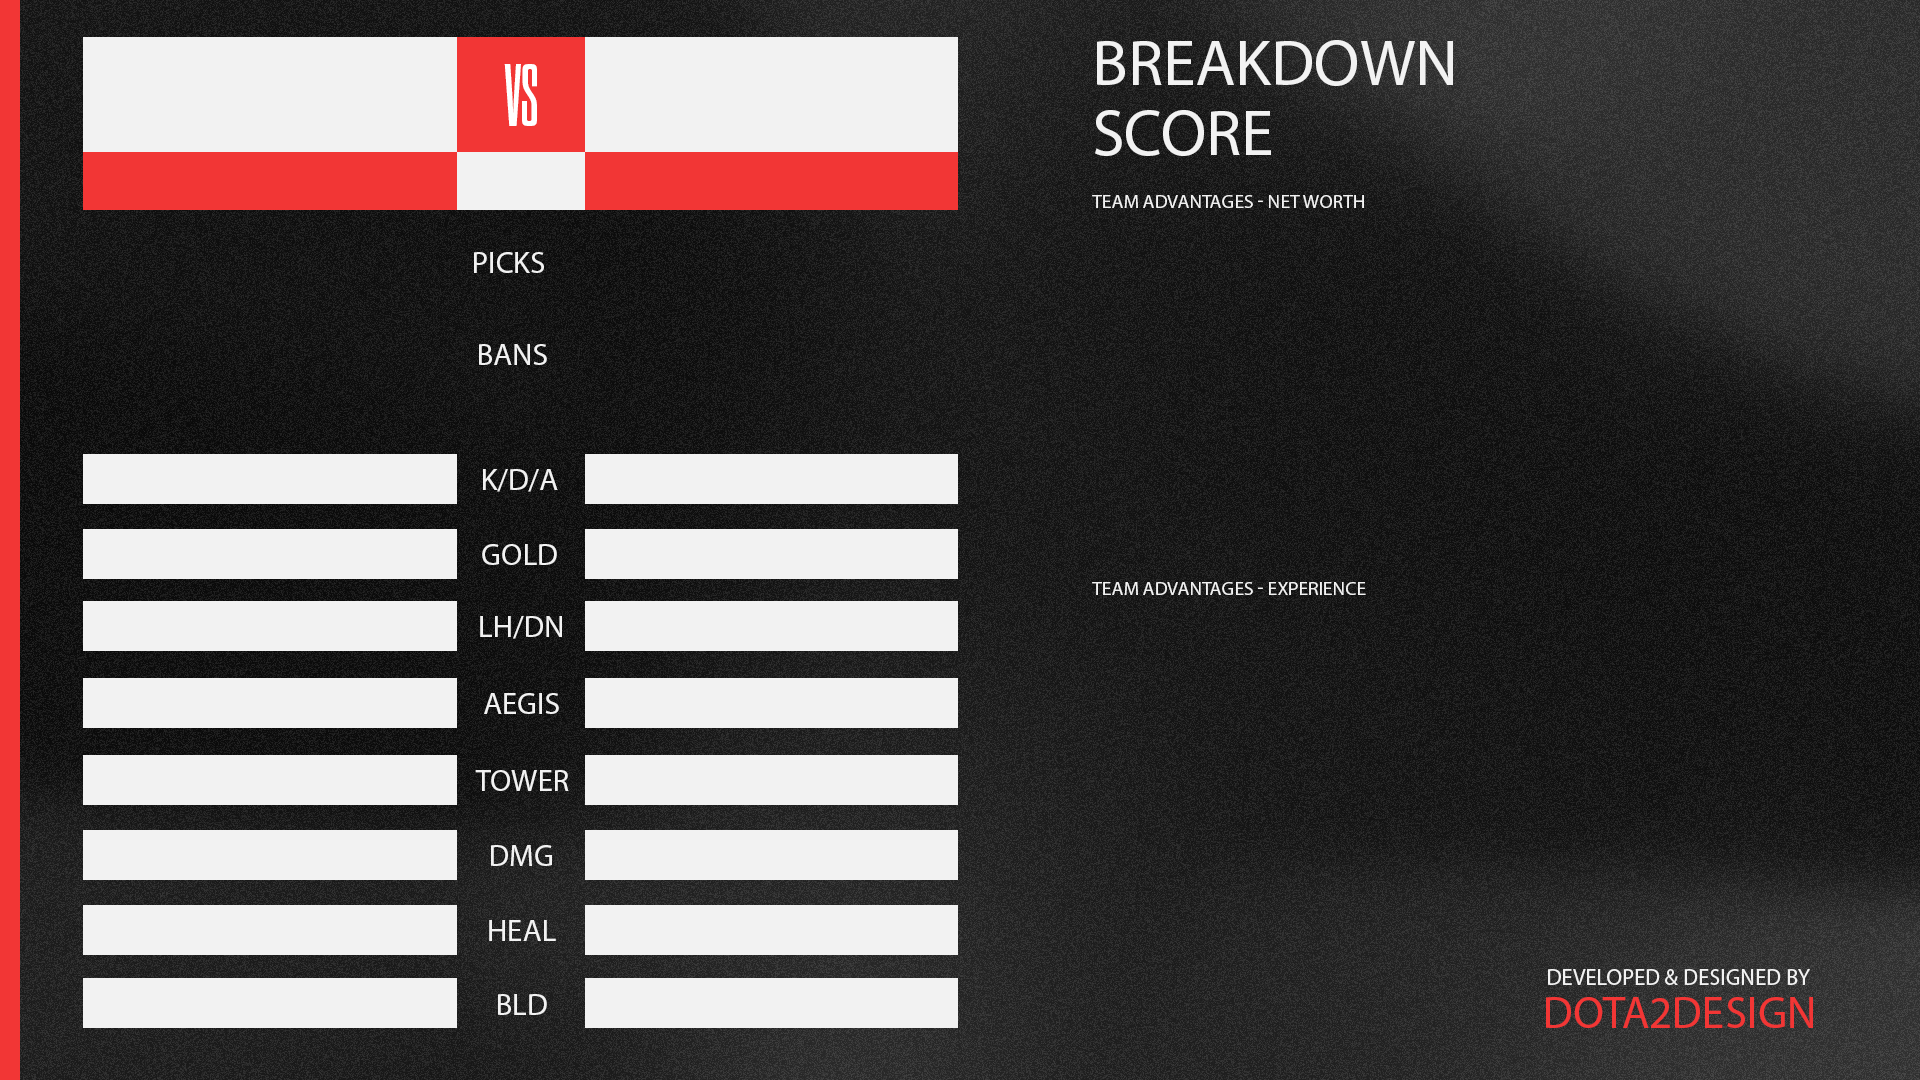 VS
PICKS
BANS
K/D/A
GOLD
LH/DN
AEGIS
TOWER
DMG
HEAL
BLD
BREAKDOWN
SCORE
TEAM ADVANTAGES - NET WORTH
TEAM ADVANTAGES - EXPERIENCE
DEVELOPED & DESIGNED BY
DOTA2DESIGN